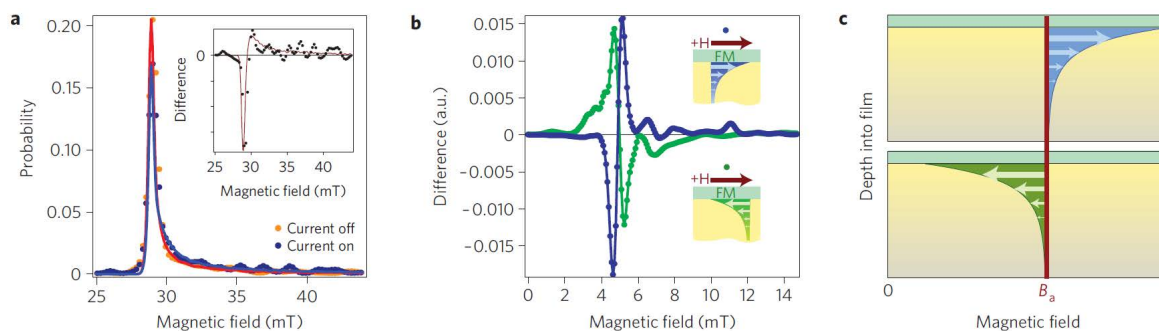 a
Probability
0.20
0.15
0.10
0.05
0
25
30
35
40
Magnetic field (mT)
Current off
Current on
Difference
0
25
30
35
40
Magnetic field (mT)
b
Difference (a.u.)
0.015
0.010
0.005
0
-0.005
-0.010
-0.015
0
2
4
6
8
10
12
14
Magnetic field (mT)
+H
FM
+H
FM
c
Depth into film
0
Ba
Magnetic field